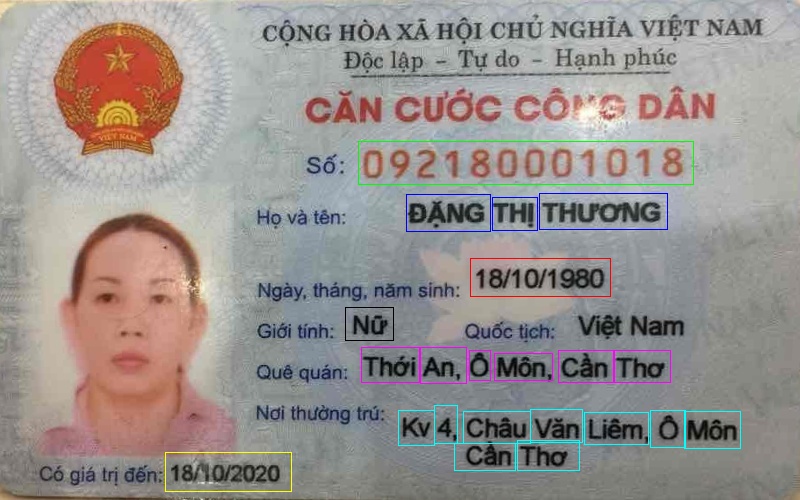 CỘNG HÒA XÃ HỘI CHỦ NGHĨA VIỆT NAM
Độc lập - Tự do - Hạnh phúc
CĂN CƯỚC CÔNG DÂN
VIỆT NAM
Số: 092180001018
Họ và tên: ĐẶNG THỊ THƯƠNG
Ngày, tháng, năm sinh: 18/10/1980
Giới tính: Nữ Quốc tịch: Việt Nam
Quê quán: Thới An, Ô Môn, Cần Thơ
Nơi thường trú: Kv 4, Châu Văn Liêm, Ô Môn
Cần Thơ
Có giá trị đến: 18/10/2020